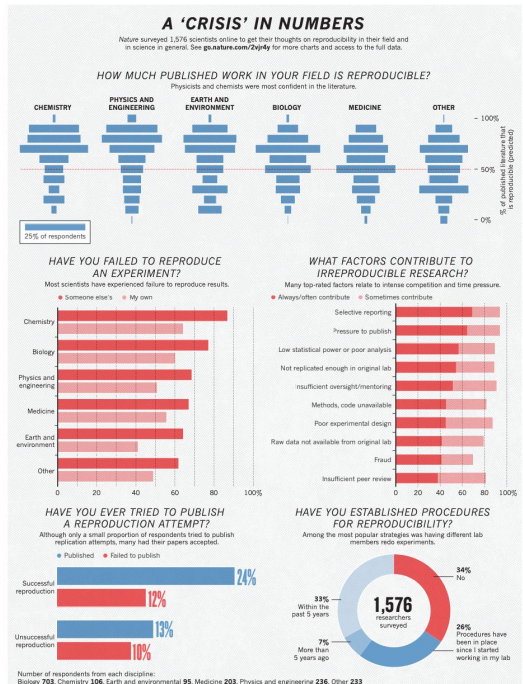 A ‘CRISIS’ IN NUMBERS
Nature surveyed 1,576 scientists online to get their thoughts on reproducibility in their field and
in science in general. See go.nature.com/2vjr4y for more charts and access to the full data.
HOW MUCH PUBLISHED WORK IN YOUR FIELD IS REPRODUCIBLE?
Physicists and chemists were most confident in the literature.
CHEMISTRY
PHYSICS AND
ENGINEERING
EARTH AND
ENVIRONMENT
BIOLOGY
MEDICINE
OTHER
100%
50%
0%
% of published literature that
is reproducible (predicted)
25% of respondents
HAVE YOU FAILED TO REPRODUCE
AN EXPERIMENT?
Most scientists have experienced failure to reproduce results.
Someone else's My own
Chemistry
Biology
Physics and
engineering
Medicine
Earth and
environment
Other
0 20 40 60 80 100%
WHAT FACTORS CONTRIBUTE TO
IRREPRODUCIBLE RESEARCH?
Many top-rated factors relate to intense competition and time pressure.
Always/often contribute Sometimes contribute
Selective reporting
Pressure to publish
Low statistical power or poor analysis
Not replicated enough in original lab
Insufficient oversight/mentoring
Methods, code unavailable
Poor experimental design
Raw data not available from original lab
Fraud
Insufficient peer review
0 20 40 60 80 100%
HAVE YOU EVER TRIED TO PUBLISH
A REPRODUCTION ATTEMPT?
Although only a small proportion of respondents tried to publish
replication attempts, many had their papers accepted.
Published Failed to publish
Successful
reproduction
24%
12%
Unsuccessful
reproduction
13%
10%
Number of respondents from each discipline:
Biology 703, Chemistry 106, Earth and environmental 95, Medicine 203, Physics and engineering 236, Other 233
HAVE YOU ESTABLISHED PROCEDURES
FOR REPRODUCIBILITY?
Among the most popular strategies was having different lab
members redo experiments.
34%
No
33%
Within the
past 5 years
1,576
researchers
surveyed
26%
Procedures have
been in place
since I started
working in my lab
7%
More than
5 years ago